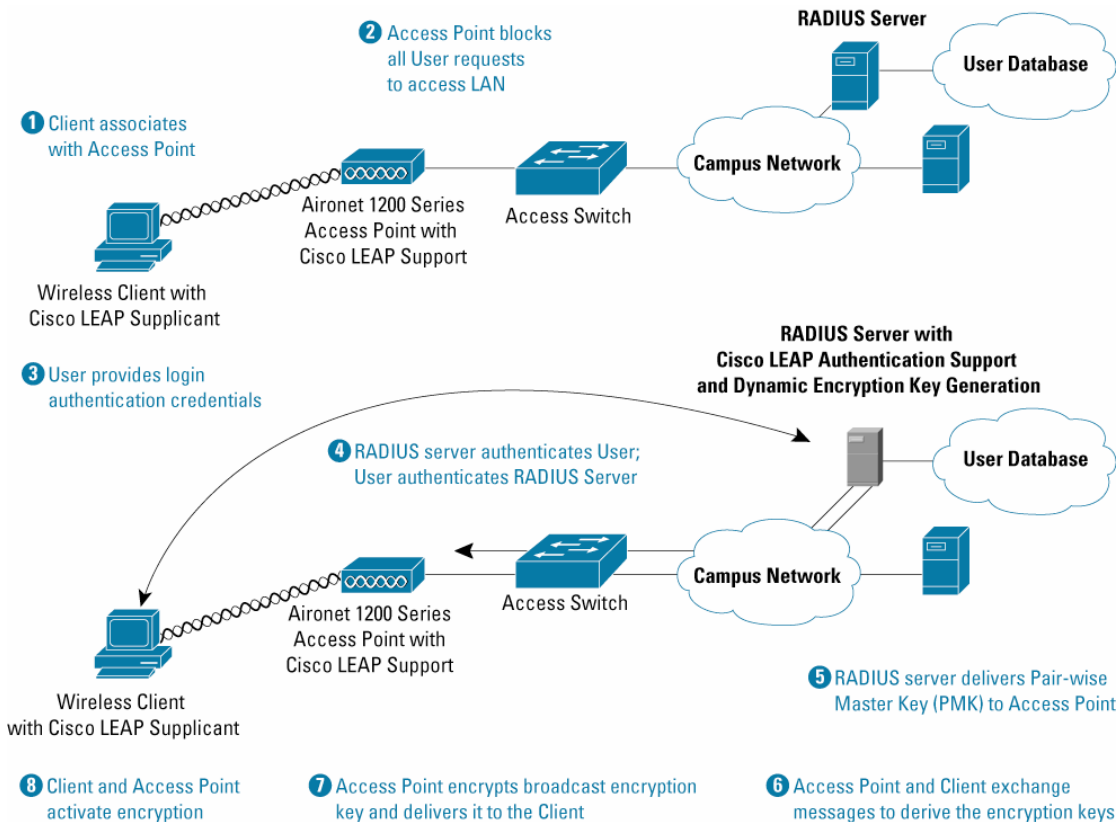 RADIUS Server
2 Access Point blocks
all User requests
to access LAN
User Database
1 Client associates
with Access Point
Campus Network
Aironet 1200 Series
Access Point with
Cisco LEAP Support
Access Switch
Wireless Client with
Cisco LEAP Supplicant
RADIUS Server with
Cisco LEAP Authentication Support
and Dynamic Encryption Key Generation
3 User provides login
authentication credentials
4 RADIUS server authenticates User;
User authenticates RADIUS Server
User Database
Campus Network
Access Switch
Aironet 1200 Series
Access Point with
Cisco LEAP Support
Wireless Client
with Cisco LEAP Supplicant
5 RADIUS server delivers Pair-wise
Master Key (PMK) to Access Point
8 Client and Access Point
activate encryption
7 Access Point encrypts broadcast encryption
key and delivers it to the Client
6 Access Point and Client exchange
messages to derive the encryption keys